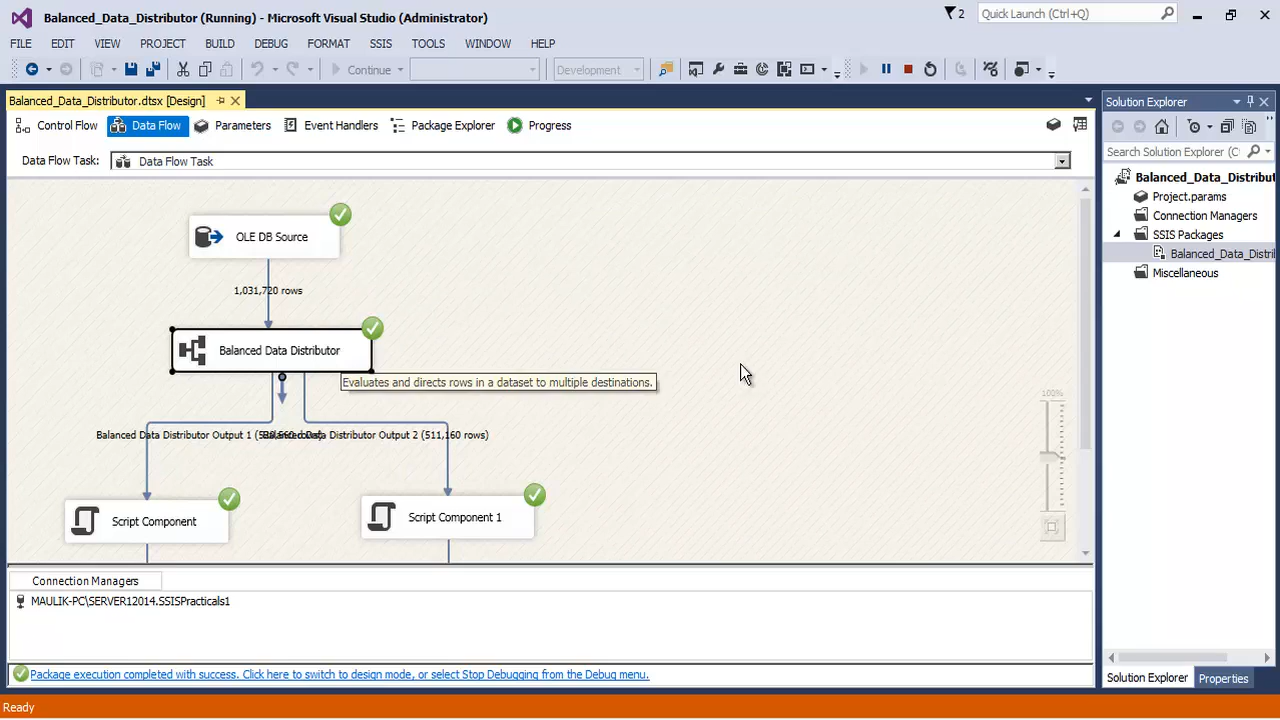 Balanced_Data_Distributor (Running) - Microsoft Visual Studio (Administrator)
2
Quick Launch (Ctrl+Q)
FILE EDIT VIEW PROJECT BUILD DEBUG FORMAT SSIS TOOLS WINDOW HELP
Continue
Development
Balanced_Data_Distributor.dtsx [Design]
Control Flow Data Flow Parameters Event Handlers Package Explorer Progress
Data Flow Task: Data Flow Task
OLE DB Source
1,031,720 rows
Balanced Data Distributor
Evaluates and directs rows in a dataset to multiple destinations.
100%
Balanced Data Distributor Output 1
Data Distributor Output 2 (511,160 rows)
Script Component
Script Component 1
Connection Managers
MAULIK-PC\SERVER12014.SSISPracticals1
Package execution completed with success. Click here to switch to design mode, or select Stop Debugging from the Debug menu.
Solution Explorer
Search Solution Explorer (C
Balanced_Data_Distribut
Project.params
Connection Managers
SSIS Packages
Balanced_Data_Distri
Miscellaneous
Solution Explorer Properties
Ready